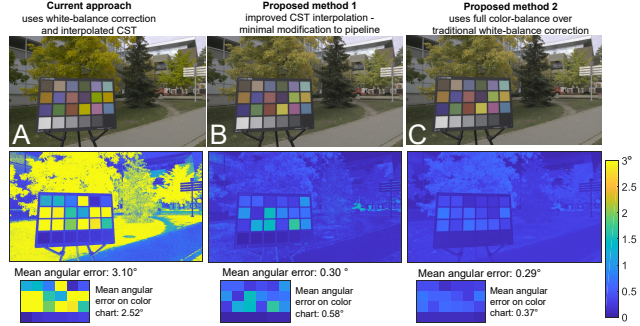 Current approach
uses white-balance correction
and interpolated CST
Proposed method 1
improved CST interpolation -
minimal modification to pipeline
Proposed method 2
uses full color-balance over
traditional white-balance correction
A
B
C
3°
2.5
2
1.5
1
0.5
0
Mean angular error: 3.10°
Mean angular
error on color
chart: 2.52°
Mean angular error: 0.30 °
Mean angular
error on color
chart: 0.58°
Mean angular error: 0.29°
Mean angular
error on color
chart: 0.37°